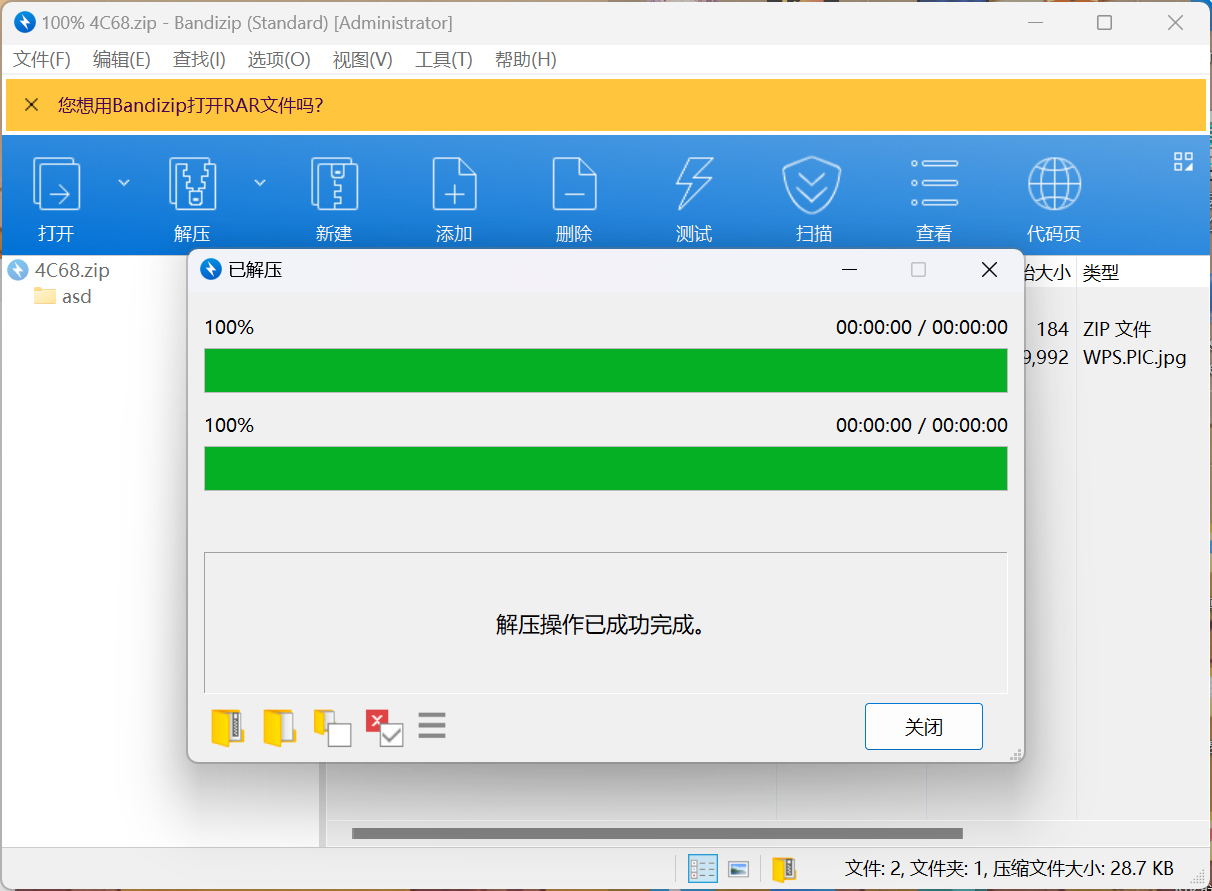 100% 4C68.zip - Bandizip (Standard) [Administrator]
文件(F) 编辑(E) 查找(I) 选项(O) 视图(V) 工具(T) 帮助(H)
您想用Bandizip打开RAR文件吗?
打开 解压 新建 添加 删除 测试 扫描 查看 代码页
4C68.zip
asd
大小 类型
184 ZIP 文件
9,992 WPS.PIC.jpg
已解压
100% 00:00:00 / 00:00:00
100% 00:00:00 / 00:00:00
解压操作已成功完成。
关闭
文件: 2, 文件夹: 1, 压缩文件大小: 28.7 KB